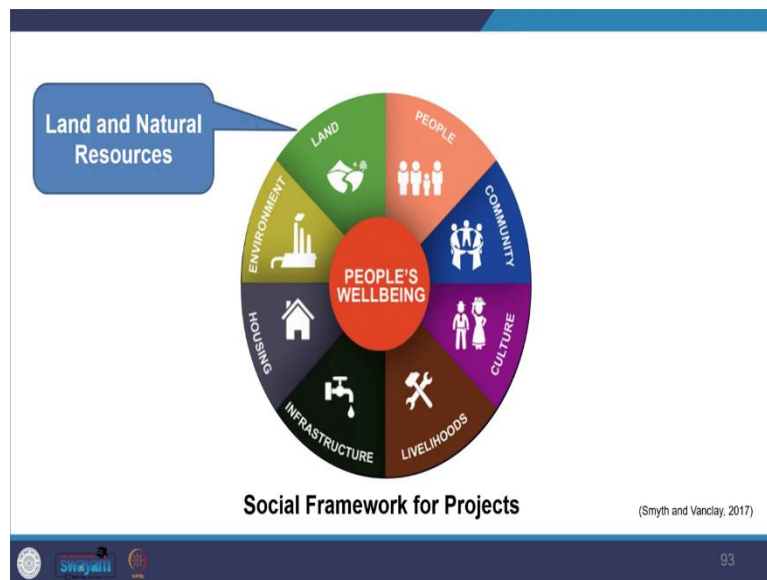 Land and Natural
Resources
LAND
PEOPLE
ENVIRONMENT
COMMUNITY
PEOPLE'S
WELLBEING
HOUSING
CULTURE
INFRASTRUCTURE
LIVELIHOODS
Social Framework for Projects
(Smyth and Vanclay, 2017)
swayam
93